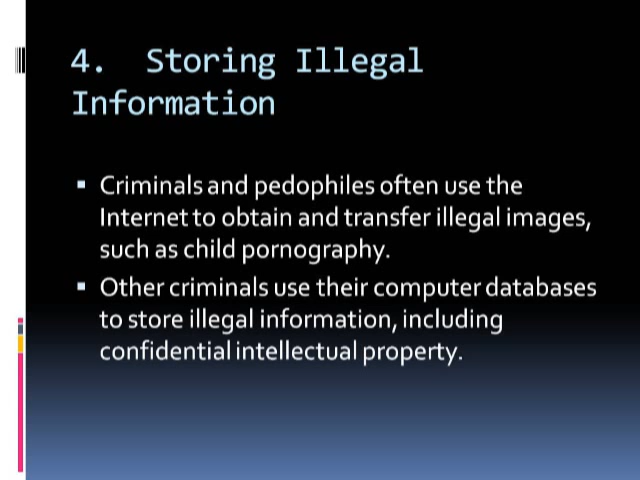 4.  Storing Illegal
Information
▪ Criminals and pedophiles often use the
Internet to obtain and transfer illegal images,
such as child pornography.
▪ Other criminals use their computer databases
to store illegal information, including
confidential intellectual property.